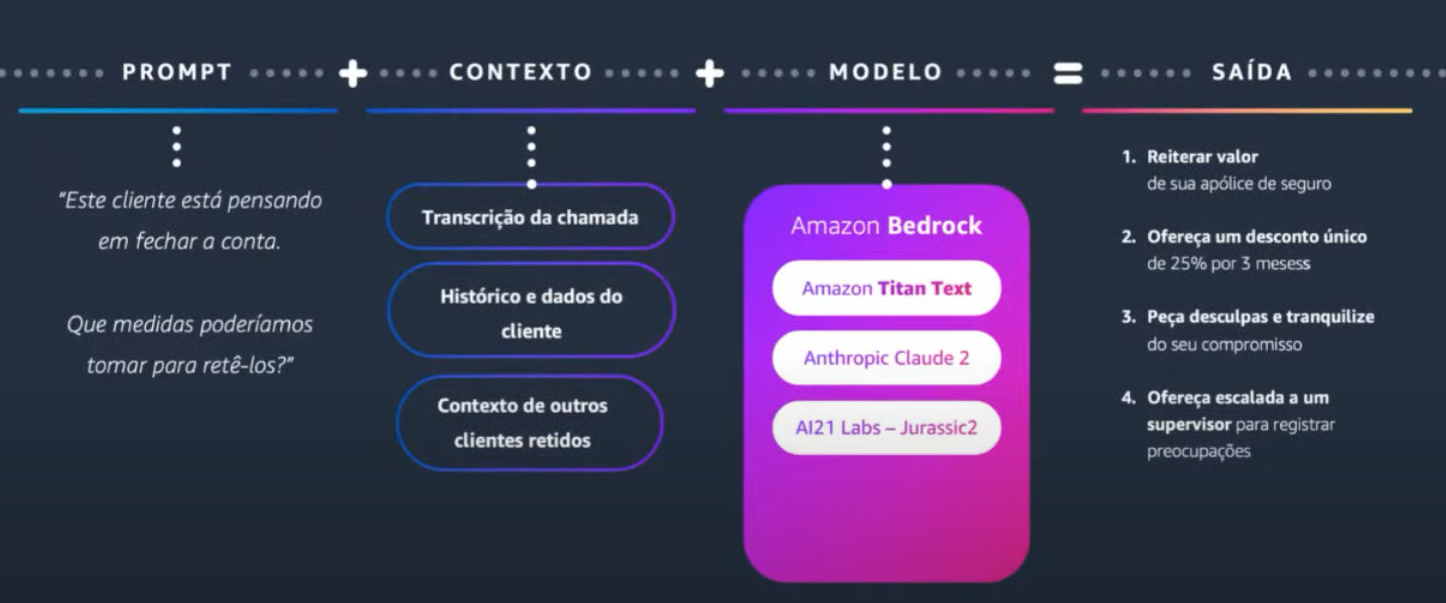 PROMPT + CONTEXTO + MODELO = SAÍDA
"Este cliente está pensando
em fechar a conta.
Que medidas poderíamos
tomar para retê-los?"
Transcrição da chamada
Histórico e dados do
cliente
Contexto de outros
clientes retidos
Amazon Bedrock
Amazon Titan Text
Anthropic Claude 2
AI21 Labs – Jurassic2
1. Reiterar valor
de sua apólice de seguro
2. Ofereça um desconto único
de 25% por 3 mesess
3. Peça desculpas e tranquilize
do seu compromisso
4. Ofereça escalada a um
supervisor para registrar
preocupações